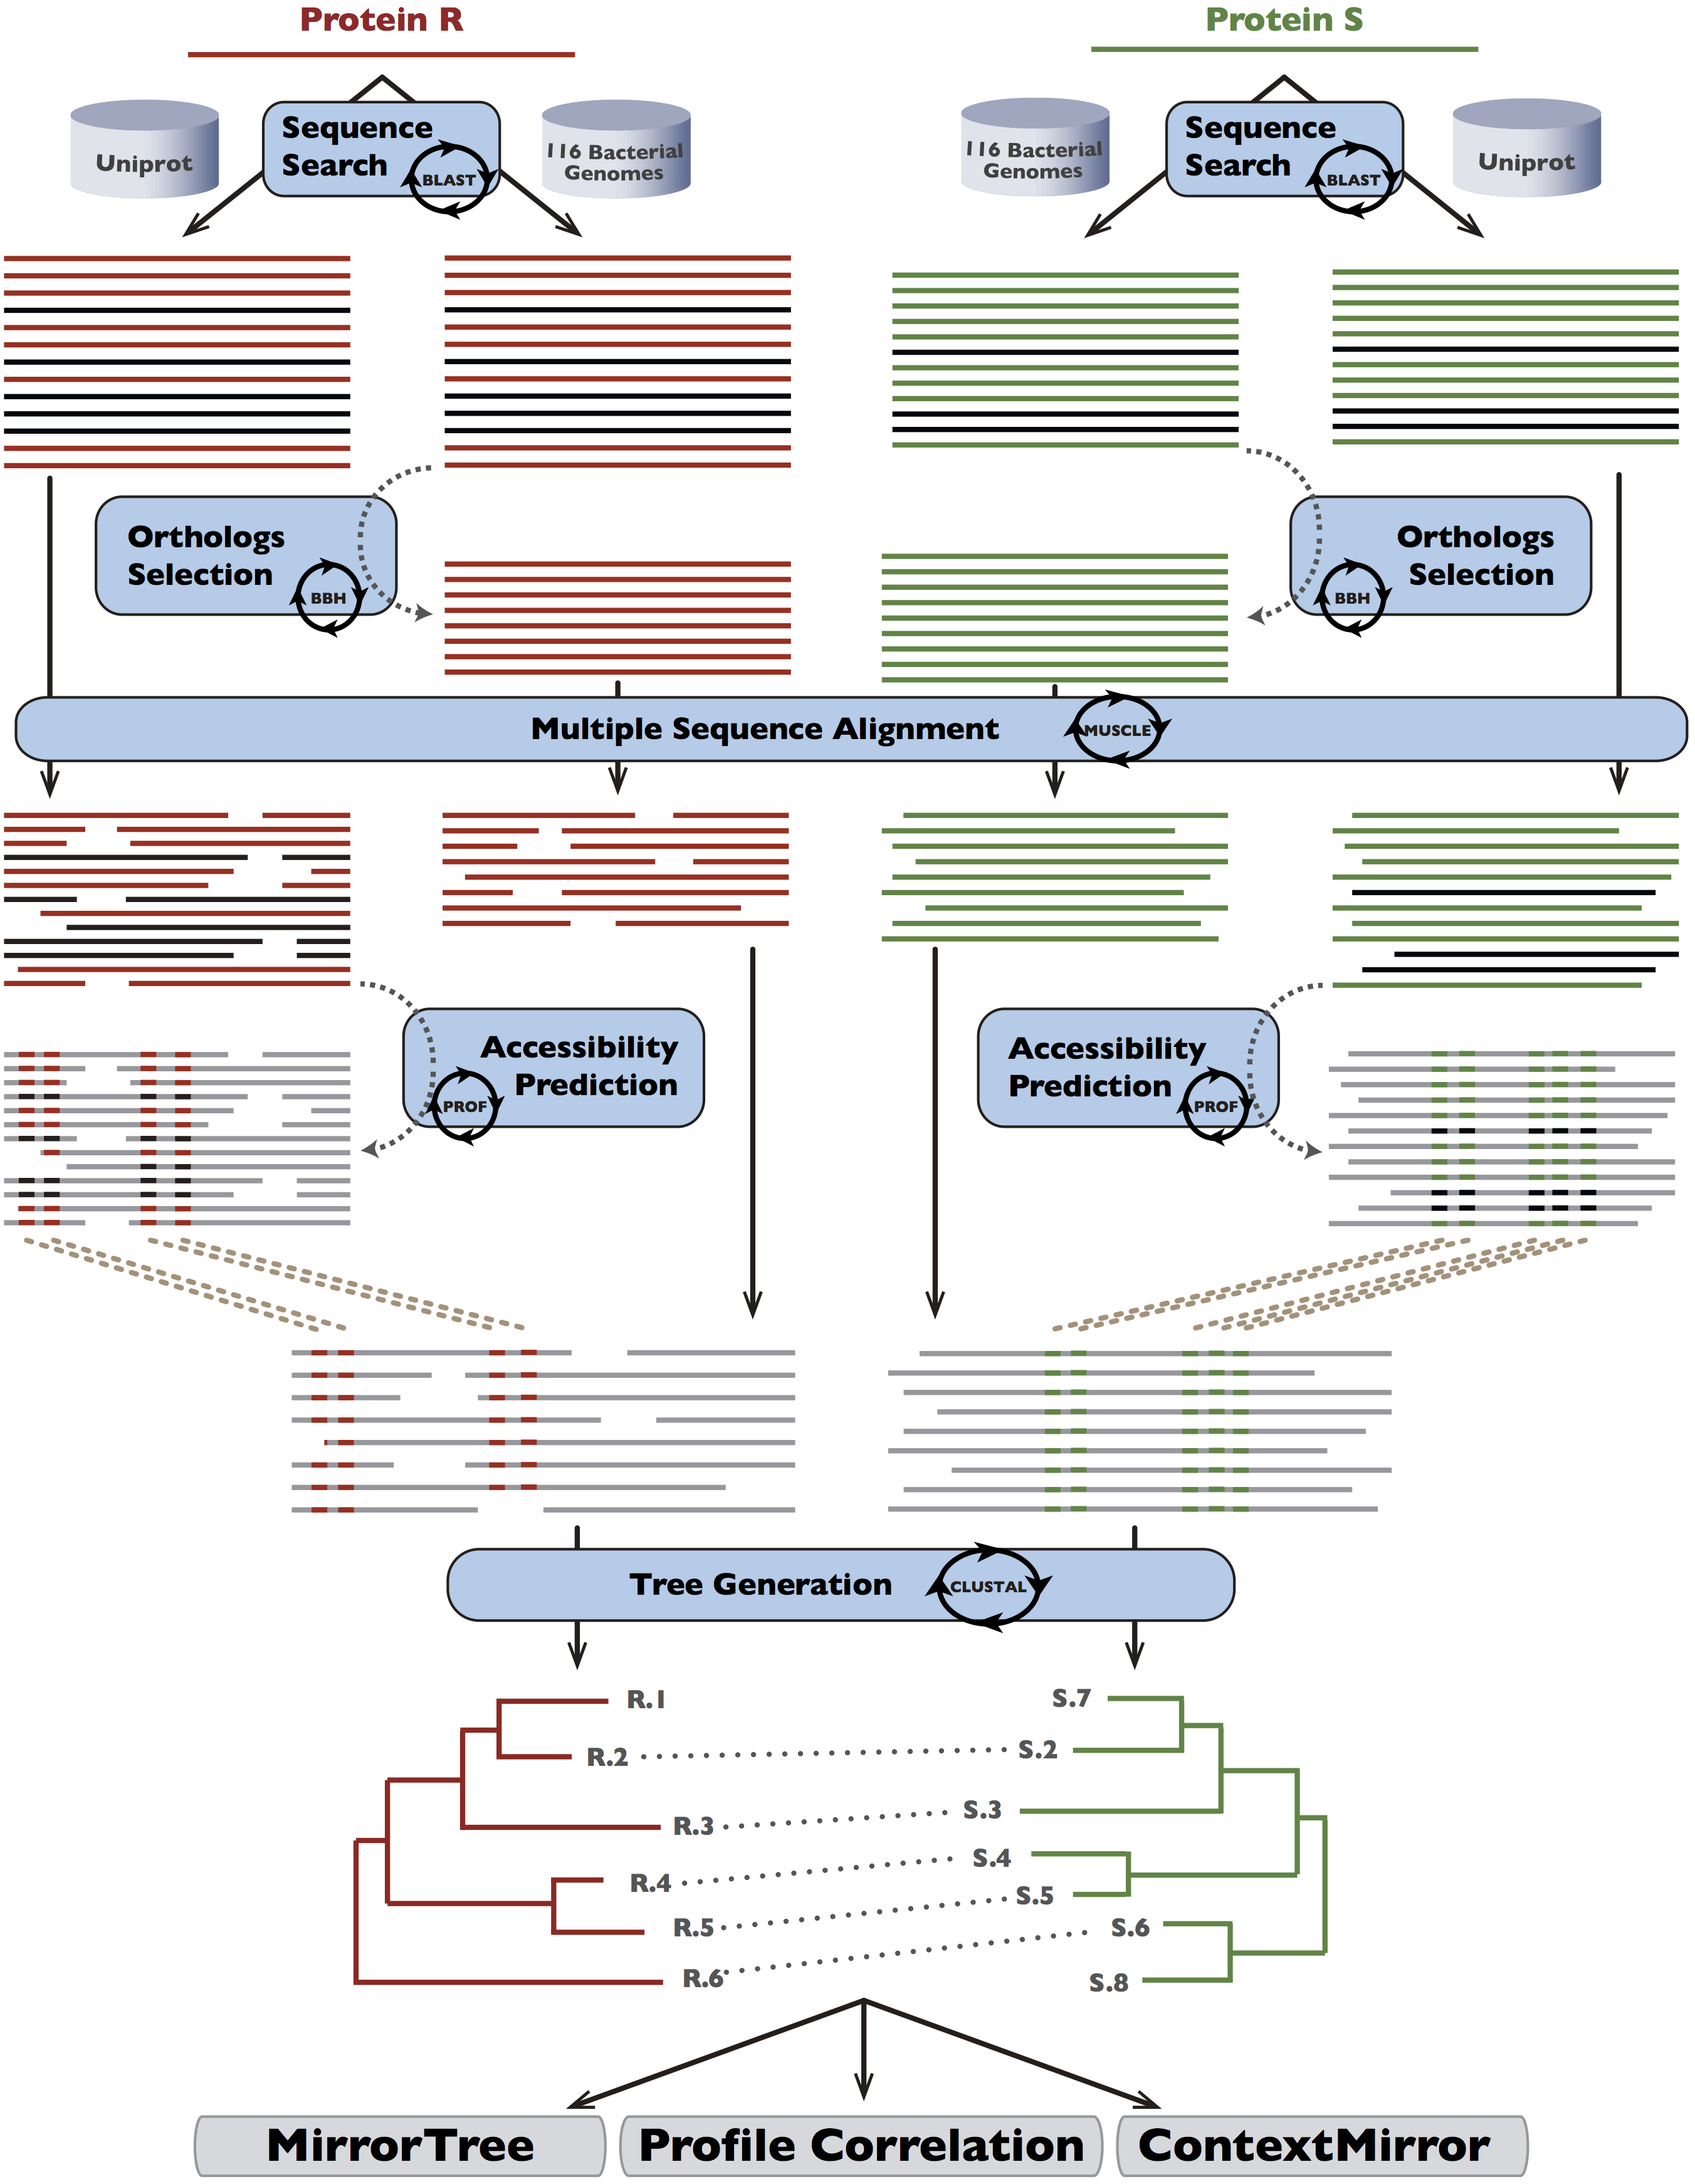 Protein R
Protein S
Uniprot
Sequence
Search
BLAST
116 Bacterial
Genomes
116 Bacterial
Genomes
Sequence
Search
BLAST
Uniprot
Orthologs
Selection
BBH
Orthologs
Selection
BBH
Multiple Sequence Alignment
MUSCLE
Accessibility
Prediction
PROF
Accessibility
Prediction
PROF
Tree Generation
CLUSTAL
R.1
S.7
R.2
S.2
R.3
S.3
R.4
S.4
R.5
S.5
R.6
S.6
S.8
MirrorTree
Profile Correlation
ContextMirror